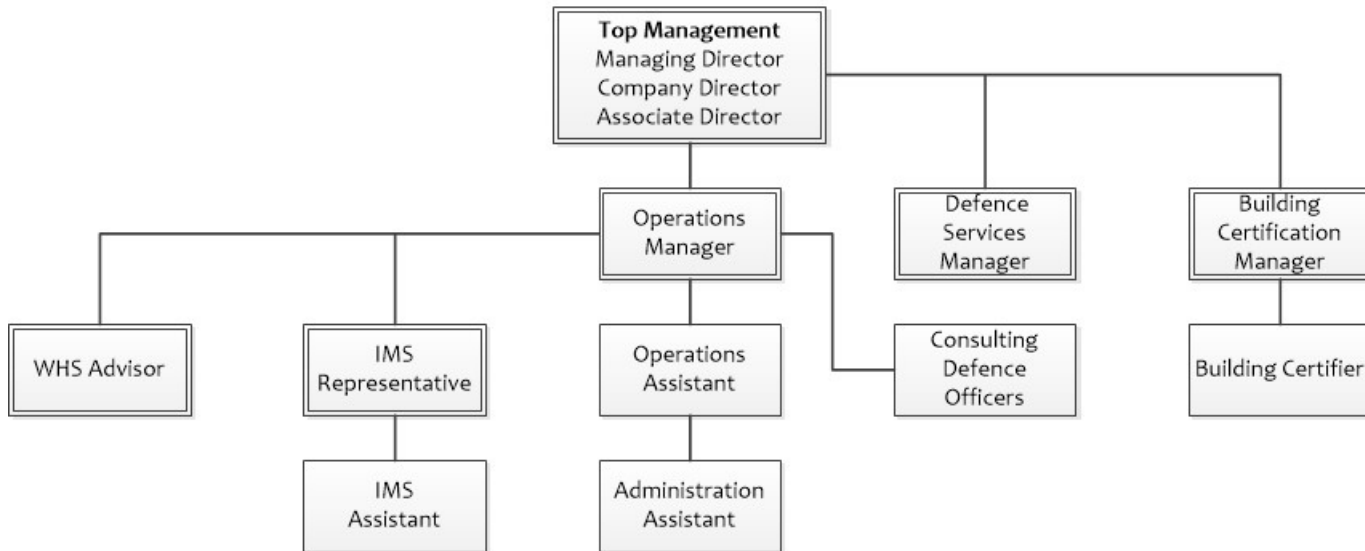 Top Management
Managing Director
Company Director
Associate Director
Operations
Manager
Defence
Services
Manager
Building
Certification
Manager
WHS Advisor
IMS
Representative
Operations
Assistant
Consulting
Defence
Officers
Building Certifier
IMS
Assistant
Administration
Assistant